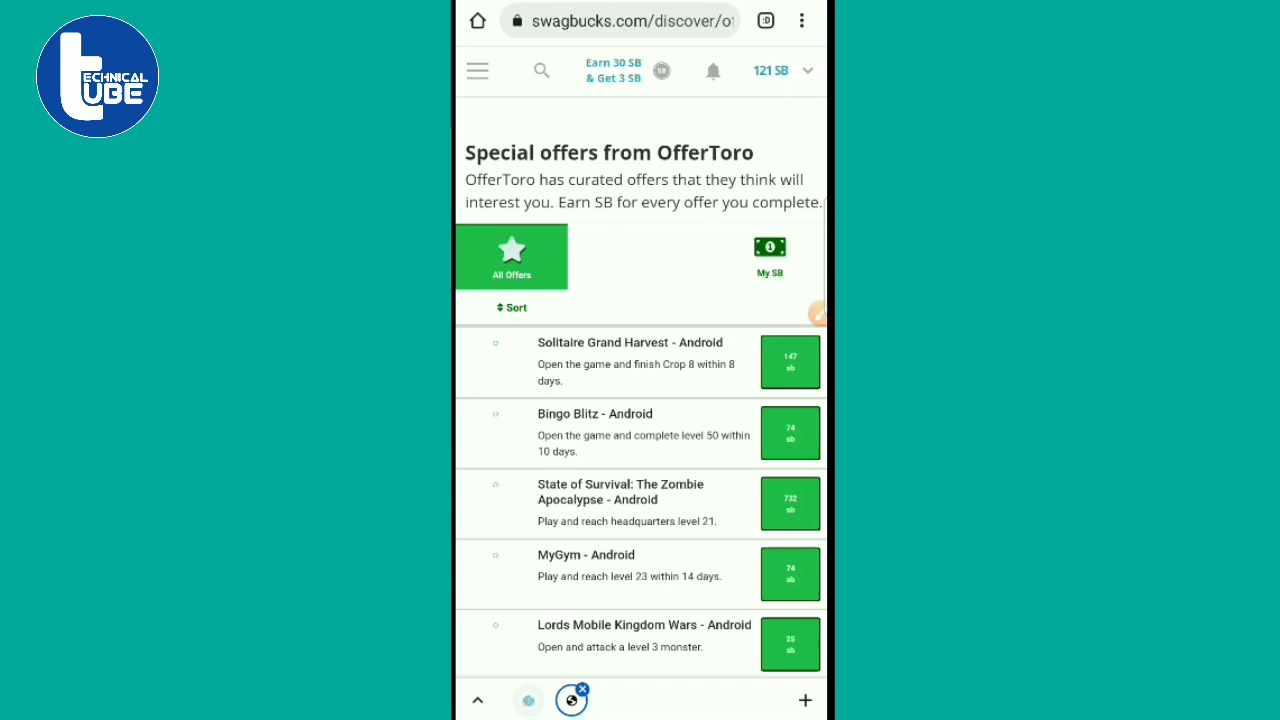 TECHNICAL
TUBE
swagbucks.com/discover/of
:D
Earn 30 SB
& Get 3 SB
SB
121 SB
Special offers from OfferToro
OfferToro has curated offers that they think will
interest you. Earn SB for every offer you complete.
All Offers
1
My SB
Sort
Solitaire Grand Harvest - Android
Open the game and finish Crop 8 within 8
days.
147
sb
Bingo Blitz - Android
Open the game and complete level 50 within
10 days.
74
sb
State of Survival: The Zombie
Apocalypse - Android
Play and reach headquarters level 21.
732
sb
MyGym - Android
Play and reach level 23 within 14 days.
74
sb
Lords Mobile Kingdom Wars - Android
Open and attack a level 3 monster.
25
sb